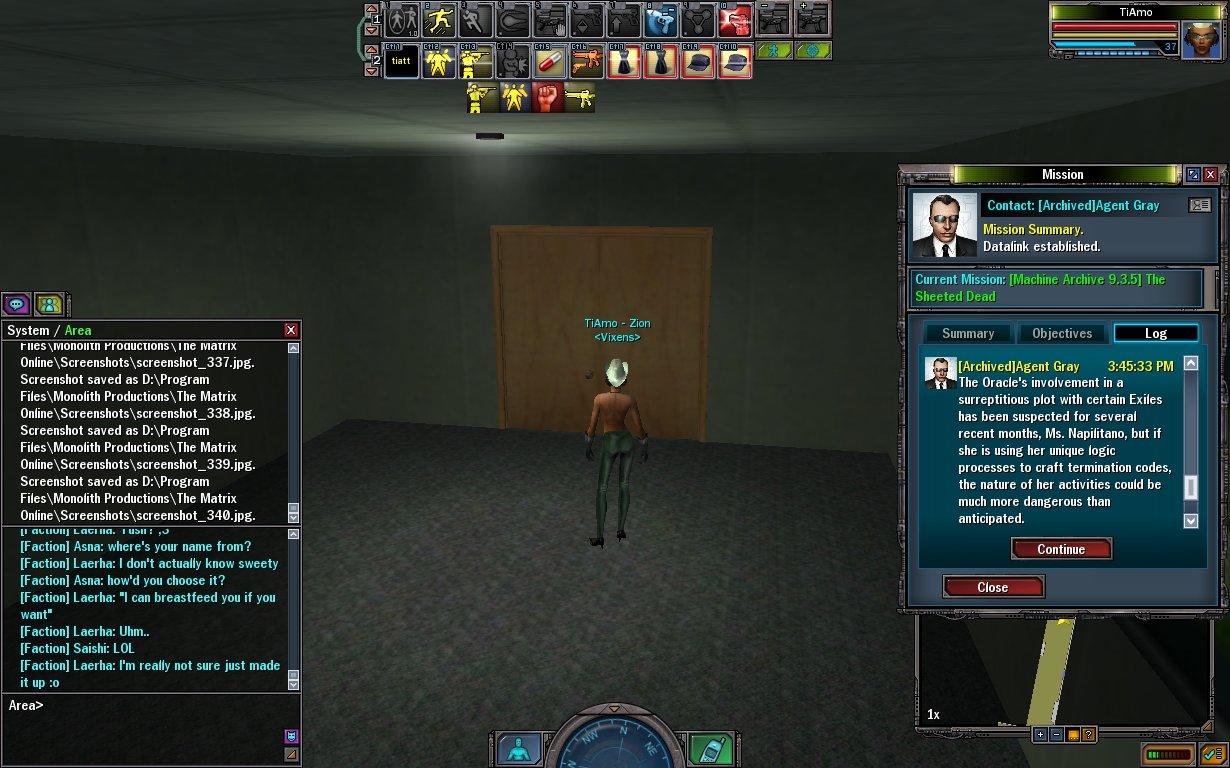 1
1.0
TiAmo
37
2
tiatt
Mission
Contact: [Archived]Agent Gray
Mission Summary.
Datalink established.
Current Mission: [Machine Archive 9.3.5] The
Sheeted Dead
Summary
Objectives
Log
[Archived]Agent Gray 3:45:33 PM
The Oracle's involvement in a
surreptitious plot with certain Exiles
has been suspected for several
recent months, Ms. Napilitano, but if
she is using her unique logic
processes to craft termination codes,
the nature of her activities could be
much more dangerous than
anticipated.
Continue
Close
TiAmo - Zion
<Vixens>
System / Area
Files\Monolith Productions\The Matrix
Online\Screenshots\screenshot_337.jpg.
Screenshot saved as D:\Program
Files\Monolith Productions\The Matrix
Online\Screenshots\screenshot_338.jpg.
Screenshot saved as D:\Program
Files\Monolith Productions\The Matrix
Online\Screenshots\screenshot_339.jpg.
Screenshot saved as D:\Program
Files\Monolith Productions\The Matrix
Online\Screenshots\screenshot_340.jpg.
[Faction] Laerha:
[Faction] Asna: where's your name from?
[Faction] Laerha: I don't actually know sweety
[Faction] Asna: how'd you choose it?
[Faction] Laerha: "I can breastfeed you if you
want"
[Faction] Laerha: Uhm..
[Faction] Saishi: LOL
[Faction] Laerha: I'm really not sure just made
it up :o
Area>
NW N NE
1x